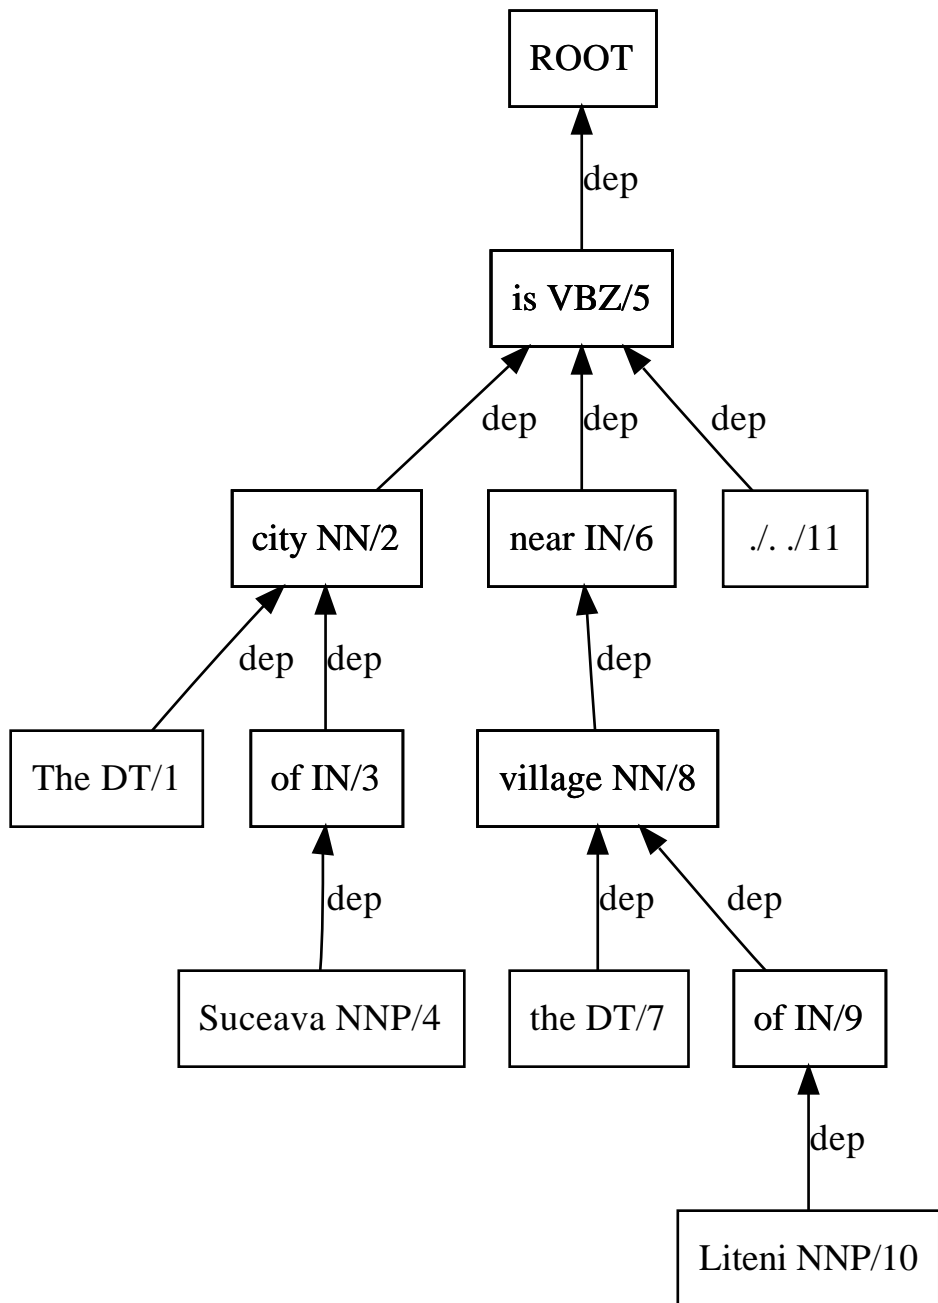 ROOT
dep
is VBZ/5
dep dep dep
city NN/2 near IN/6 ./. ./11
dep dep dep
The DT/1 of IN/3 village NN/8
dep dep dep
Suceava NNP/4 the DT/7 of IN/9
dep
Liteni NNP/10